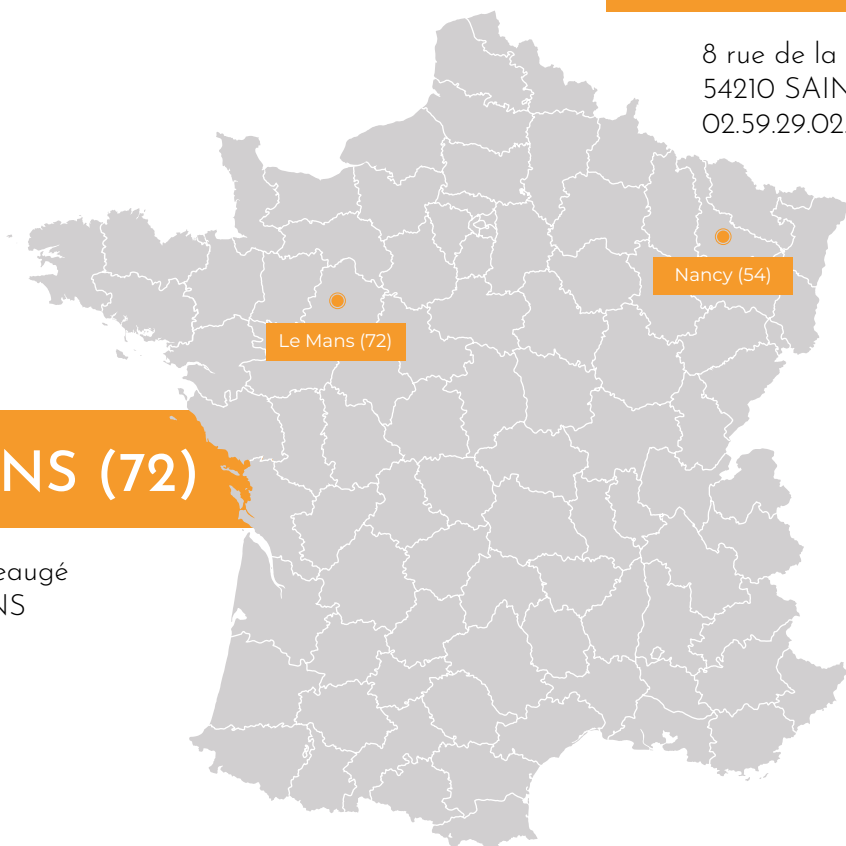 8 rue de la
54210 SAIN
02.59.29.02.
Nancy (54)
Le Mans (72)
NS (72)
eaugé
NS